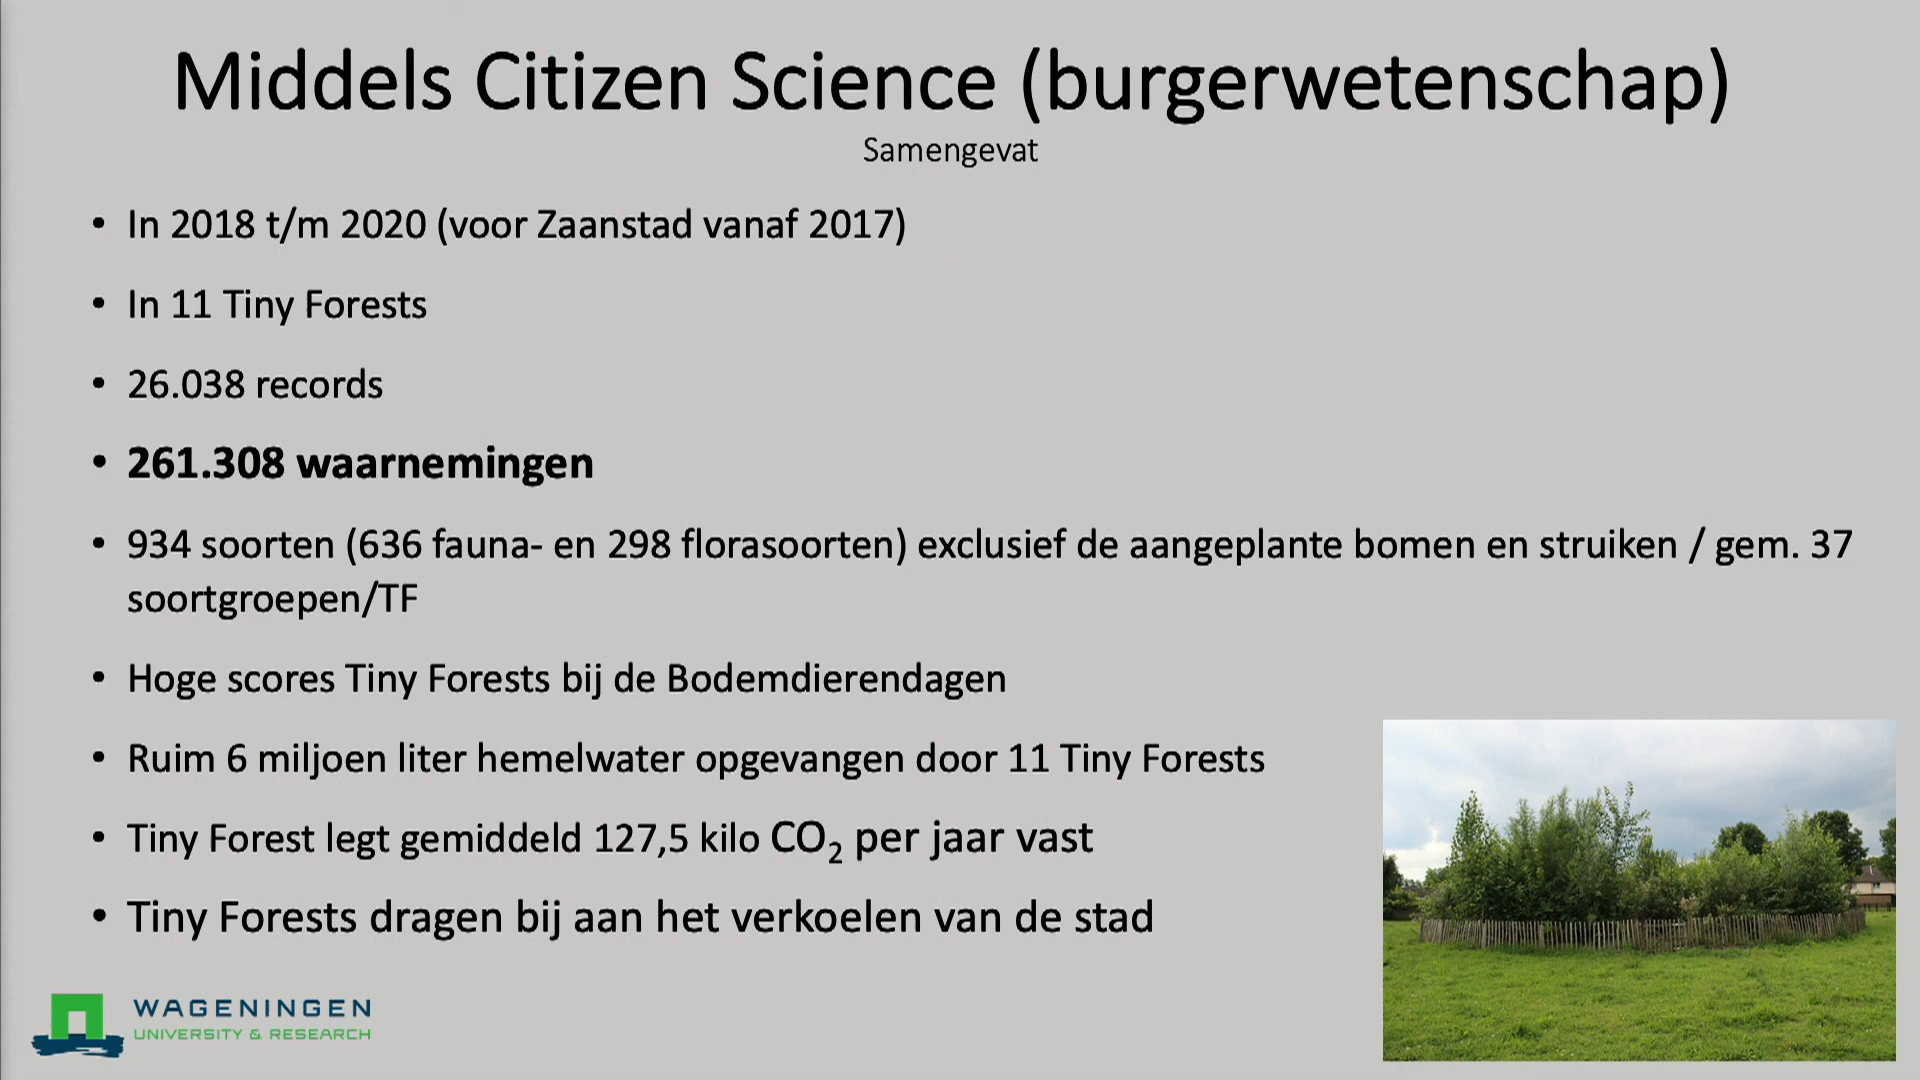 Middels Citizen Science (burgerwetenschap)
Samengevat
• In 2018 t/m 2020 (voor Zaanstad vanaf 2017)
• In 11 Tiny Forests
• 26.038 records
• 261.308 waarnemingen
• 934 soorten (636 fauna- en 298 florasoorten) exclusief de aangeplante bomen en struiken / gem. 37
soortgroepen/TF
• Hoge scores Tiny Forests bij de Bodemdierendagen
• Ruim 6 miljoen liter hemelwater opgevangen door 11 Tiny Forests
• Tiny Forest legt gemiddeld 127,5 kilo CO₂ per jaar vast
• Tiny Forests dragen bij aan het verkoelen van de stad
WAGENINGEN
UNIVERSITY & RESEARCH